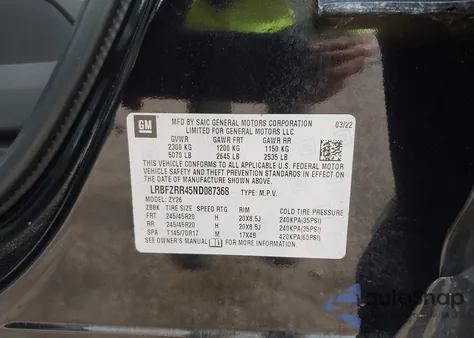 GM
MFD BY SAIC GENERAL MOTORS CORPORATION
LIMITED FOR GENERAL MOTORS LLC
03/22
GVWR GAWR FRT GAWR RR
2300 KG 1200 KG 1150 KG
5070 LB 2645 LB 2535 LB
THIS VEHICLE CONFORMS TO ALL APPLICABLE U.S. FEDERAL MOTOR
VEHICLE SAFETY AND THEFT PREVENTION STANDARDS IN EFFECT ON
THE DATE OF MANUFACTURE SHOWN ABOVE.
LRBFZRR45ND087368 TYPE: M.P.V.
MODEL: ZY26
ZBBK TIRE SIZE SPEED RTG RIM COLD TIRE PRESSURE
FRT 245/45R20 H 20X8.5J 240KPA(35PSI)
RR 245/45R20 H 20X8.5J 240KPA(35PSI)
SPA T145/70R17 M 17X4B 420KPA(60PSI)
SEE OWNER'S MANUAL FOR ADDITIONAL INFORMATION.
autosnap